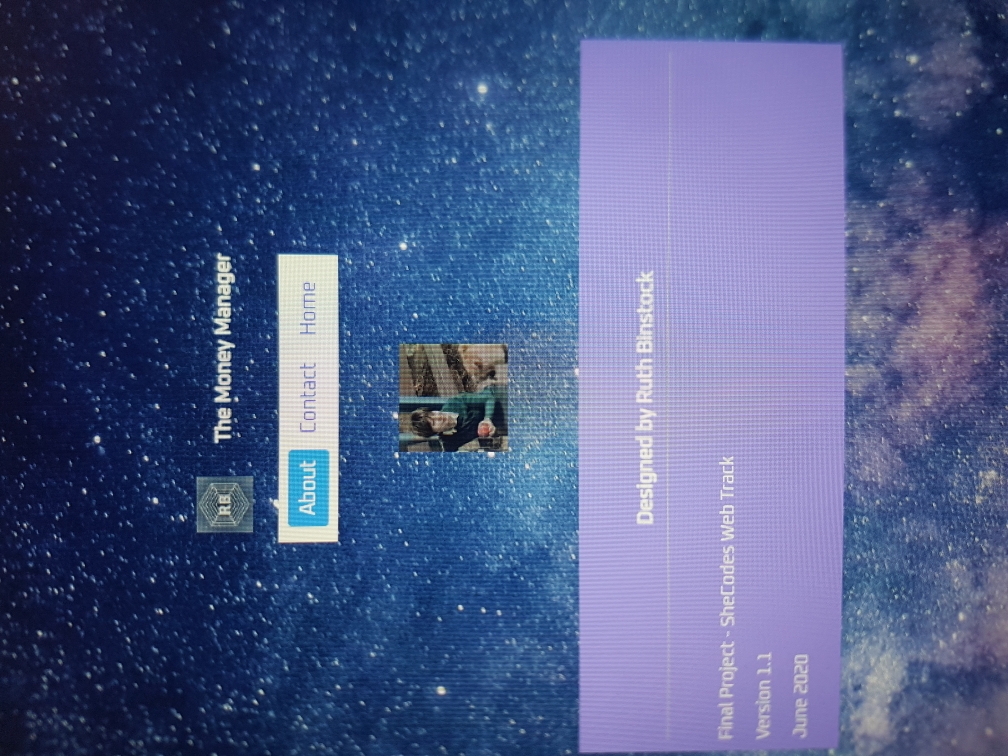 RB
The Money Manager
About Contact Home
Designed by Ruth Binstock
Final Project - SheCodes Web Track
Version 1.1
June 2020